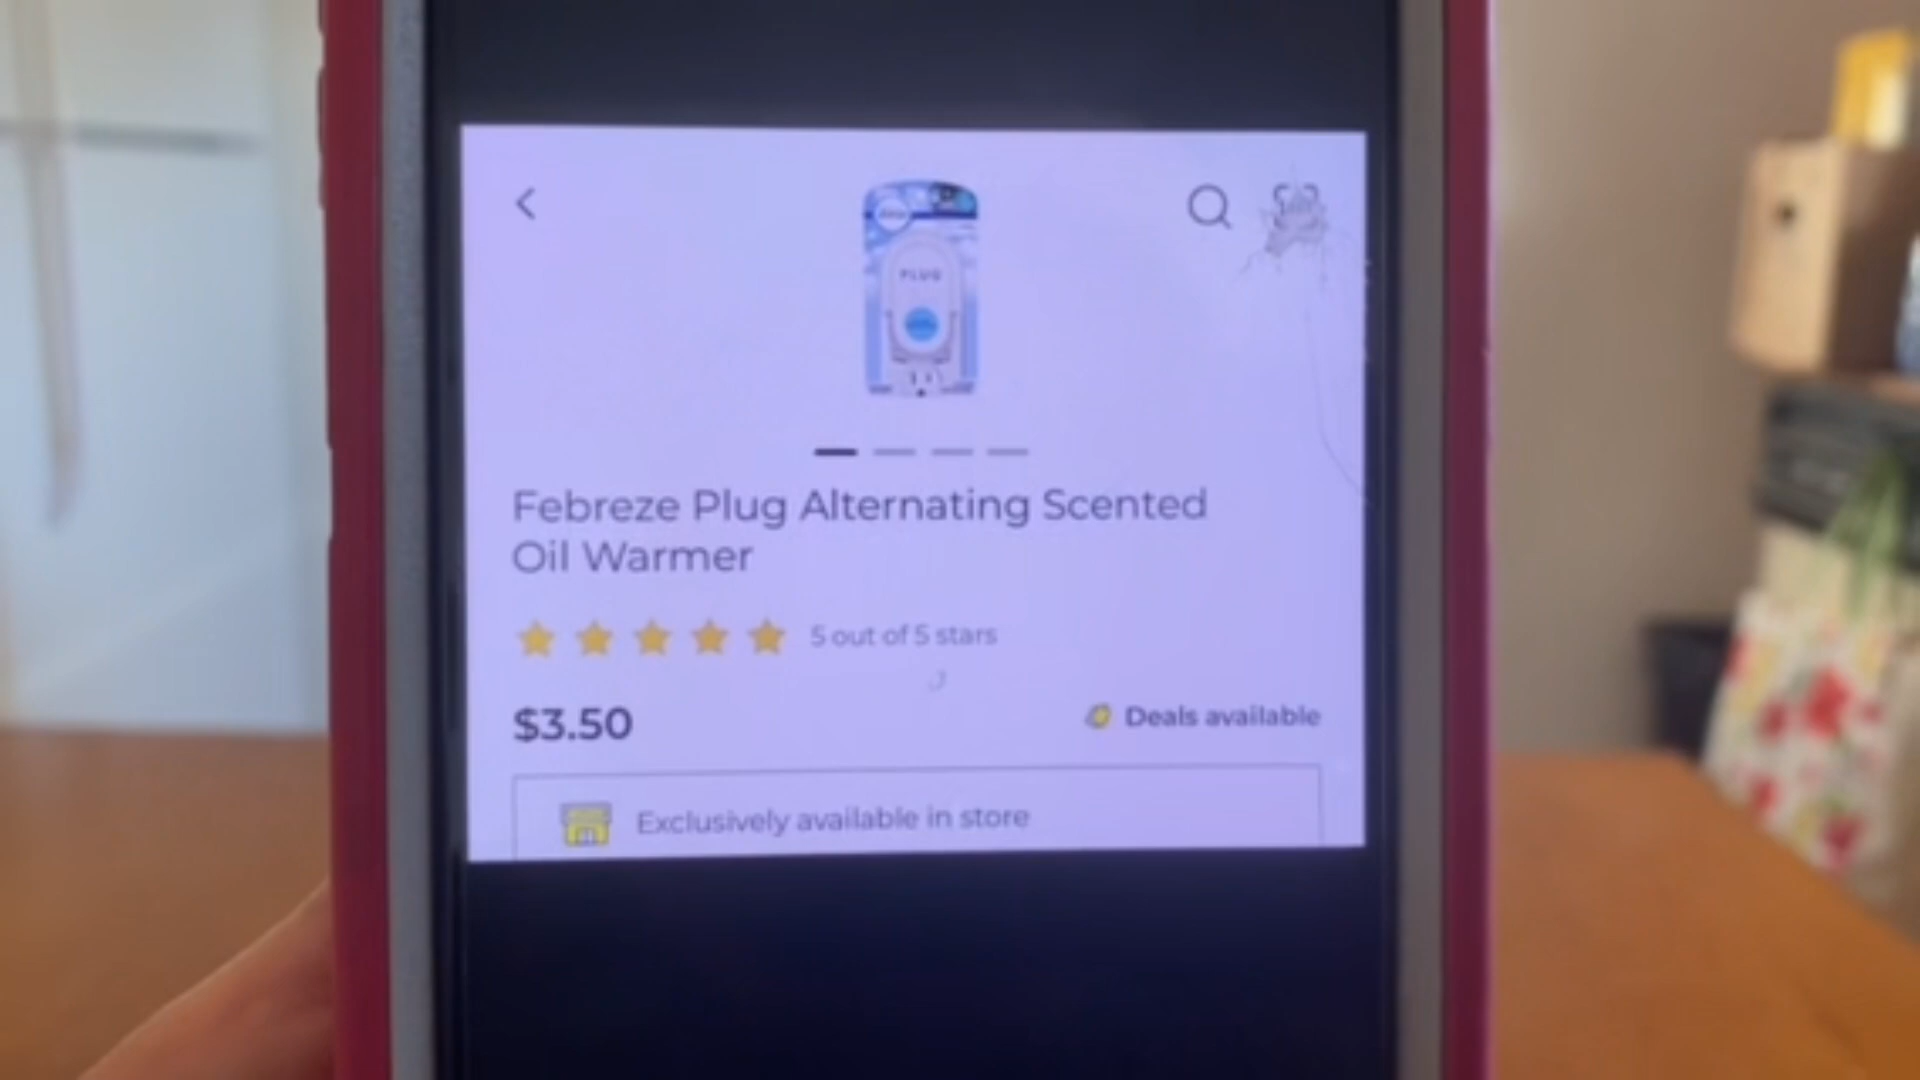 PLUG
Febreze Plug Alternating Scented
Oil Warmer
5 out of 5 stars
$3.50
Deals available
Exclusively available in store